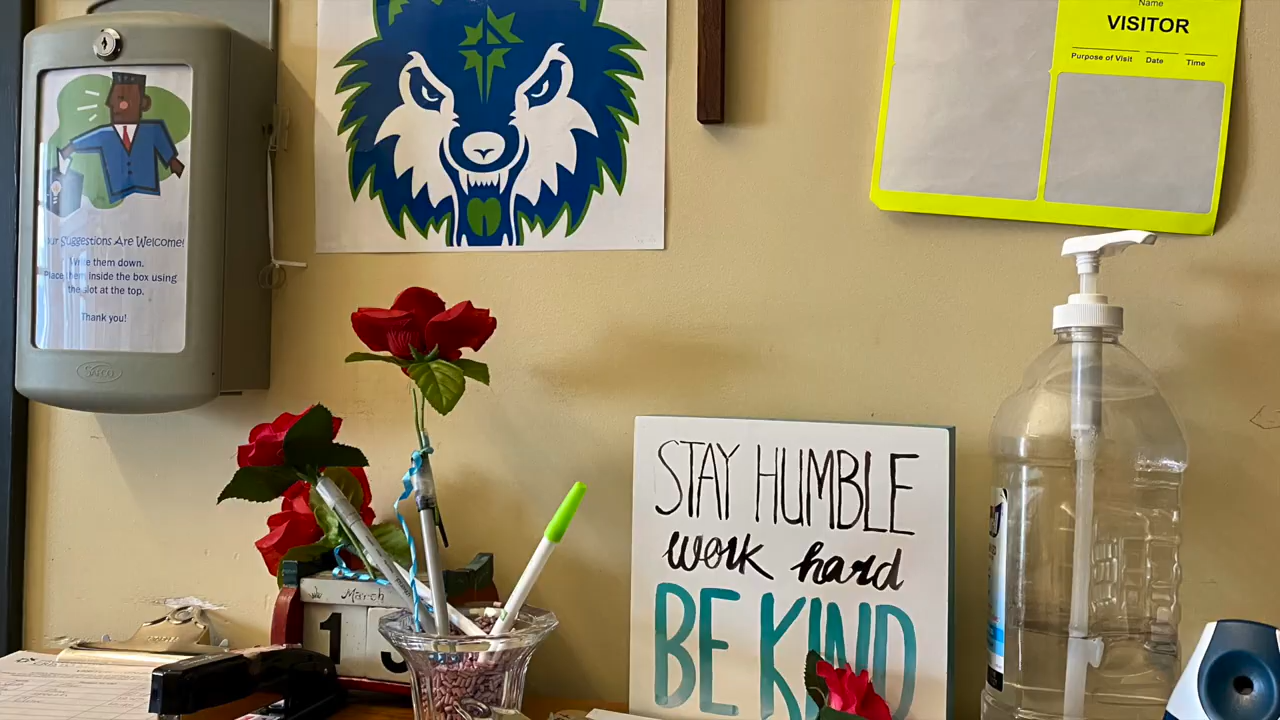 ur Suggestions Are Welcome!
Write them down.
Place them inside the box using
the slot at the top.
Thank you!
Name
VISITOR
Purpose of Visit Date Time
STAY HUMBLE
work hard
BE KIND
March
1